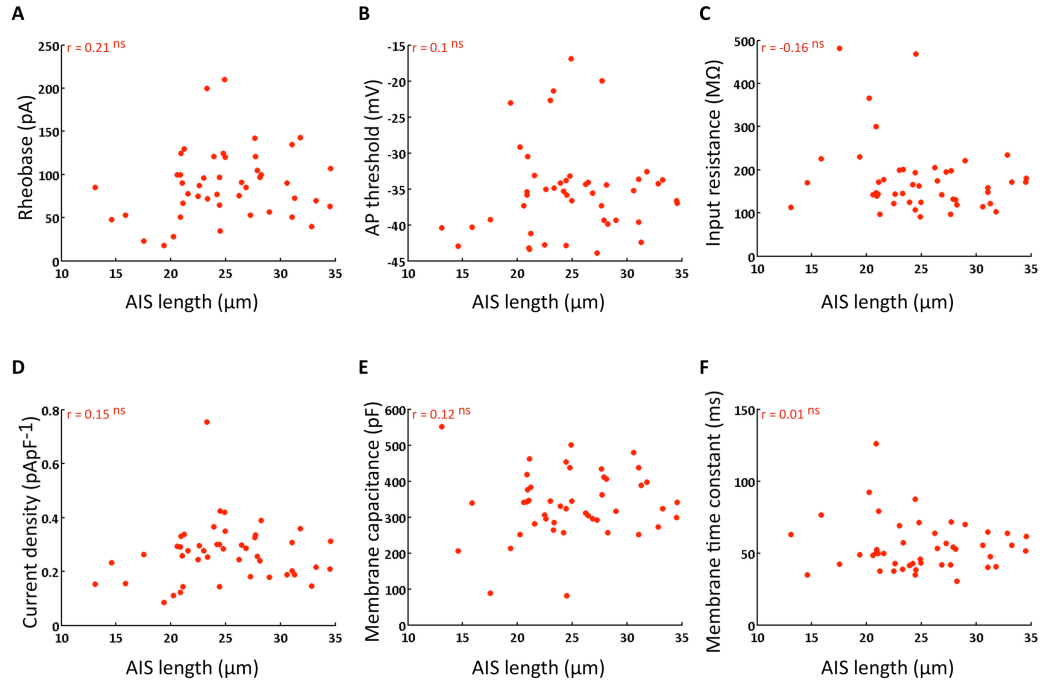 A
r = 0.21 ns
Rheobase (pA)
250
200
150
100
50
0
10 15 20 25 30 35
AIS length (μm)
B
r = 0.1 ns
AP threshold (mV)
-15
-20
-25
-30
-35
-40
-45
10 15 20 25 30 35
AIS length (μm)
C
r = -0.16 ns
Input resistance (MΩ)
500
400
300
200
100
0
10 15 20 25 30 35
AIS length (μm)
D
r = 0.15 ns
Current density (pApF-1)
0.8
0.6
0.4
0.2
0
10 15 20 25 30 35
AIS length (μm)
E
r = 0.12 ns
Membrane capacitance (pF)
600
500
400
300
200
100
0
10 15 20 25 30 35
AIS length (μm)
F
r = 0.01 ns
Membrane time constant (ms)
150
100
50
0
10 15 20 25 30 35
AIS length (μm)